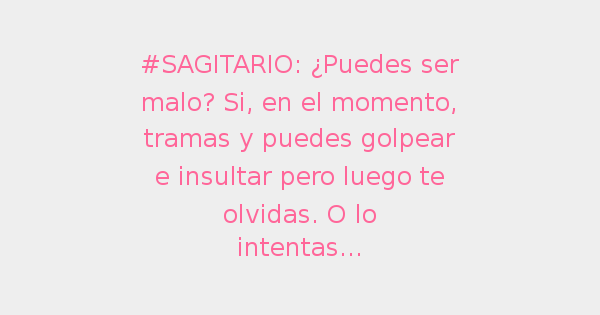 #SAGITARIO: ¿Puedes ser
malo? Si, en el momento,
tramas y puedes golpear
e insultar pero luego te
olvidas. O lo
intentas...